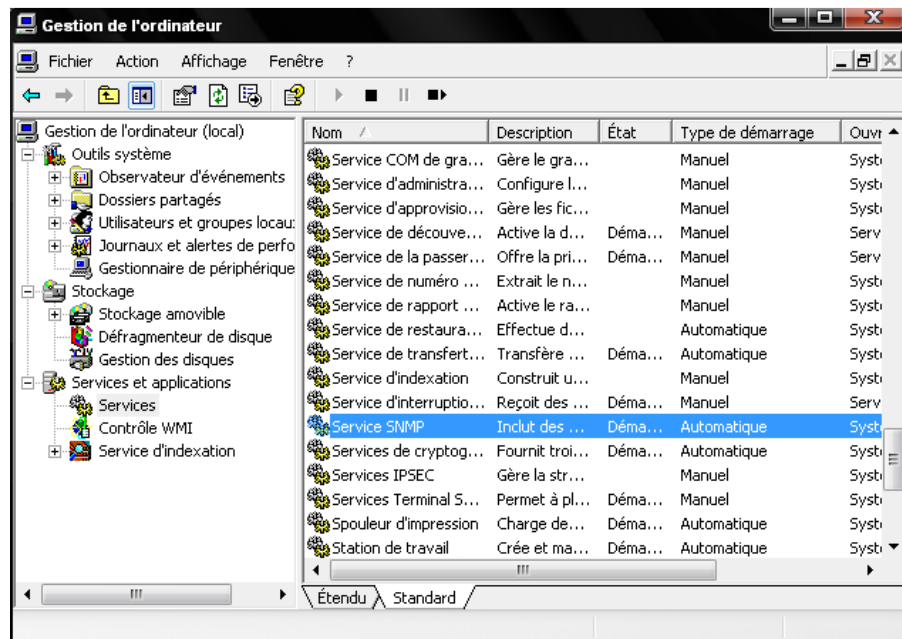 Gestion de l'ordinateur
Fichier Action Affichage Fenêtre ?
Gestion de l'ordinateur (local)
Outils système
Observateur d'événements
Dossiers partagés
Utilisateurs et groupes locau
Journaux et alertes de perfo
Gestionnaire de périphérique
Stockage
Stockage amovible
Défragmenteur de disque
Gestion des disques
Services et applications
Services
Contrôle WMI
Service d'indexation
Nom Description État Type de démarrage Ouvr
Service COM de gra... Gère le gra... Manuel Syst
Service d'administra... Configure l... Manuel Syst
Service d'approvisio... Gère les fic... Manuel Syst
Service de découve... Active la d... Déma... Manuel Serv
Service de la passer... Offre la pri... Déma... Manuel Serv
Service de numéro ... Extrait le n... Manuel Syst
Service de rapport ... Active le ra... Manuel Syst
Service de restaura... Effectue d... Automatique Syst
Service de transfert... Transfère ... Déma... Automatique Syst
Service d'indexation Construit u... Manuel Syst
Service d'interruptio... Reçoit des ... Déma... Manuel Serv
Service SNMP Inclut des ... Déma... Automatique Syst
Services de cryptog... Fournit troi... Déma... Automatique Syst
Services IPSEC Gère la str... Manuel Syst
Services Terminal S... Permet à pl... Déma... Manuel Syst
Spouleur d'impression Charge de... Déma... Automatique Syst
Station de travail Crée et ma... Déma... Automatique Syst
Étendu Standard